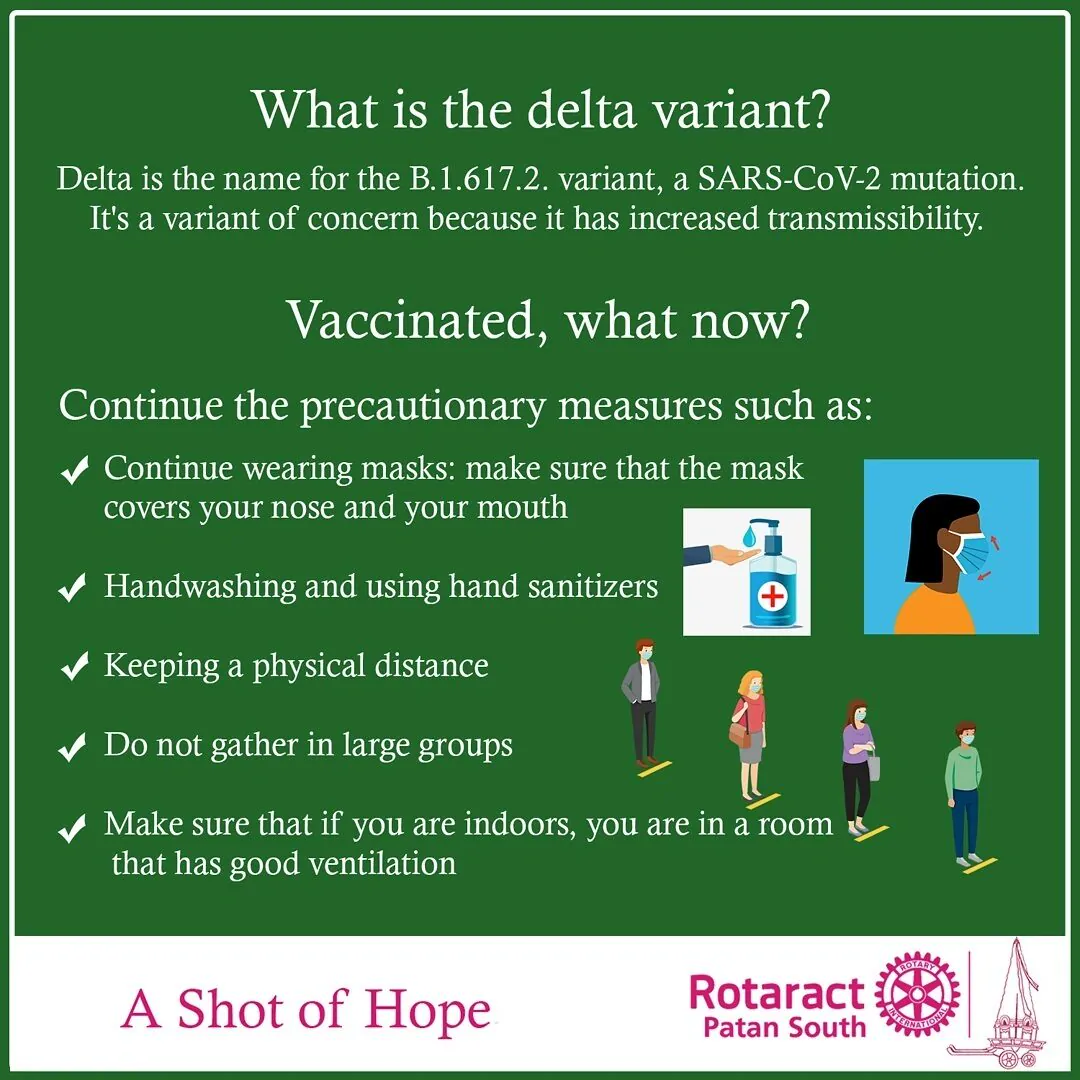 What is the delta variant?
Delta is the name for the B.1.617.2. variant, a SARS-CoV-2 mutation.
It's a variant of concern because it has increased transmissibility.
Vaccinated, what now?
Continue the precautionary measures such as:
Continue wearing masks: make sure that the mask
covers your nose and your mouth
Handwashing and using hand sanitizers
Keeping a physical distance
Do not gather in large groups
Make sure that if you are indoors, you are in a room
that has good ventilation
A Shot of Hope
Rotaract
Patan South
ROTARY
INTERNATIONAL